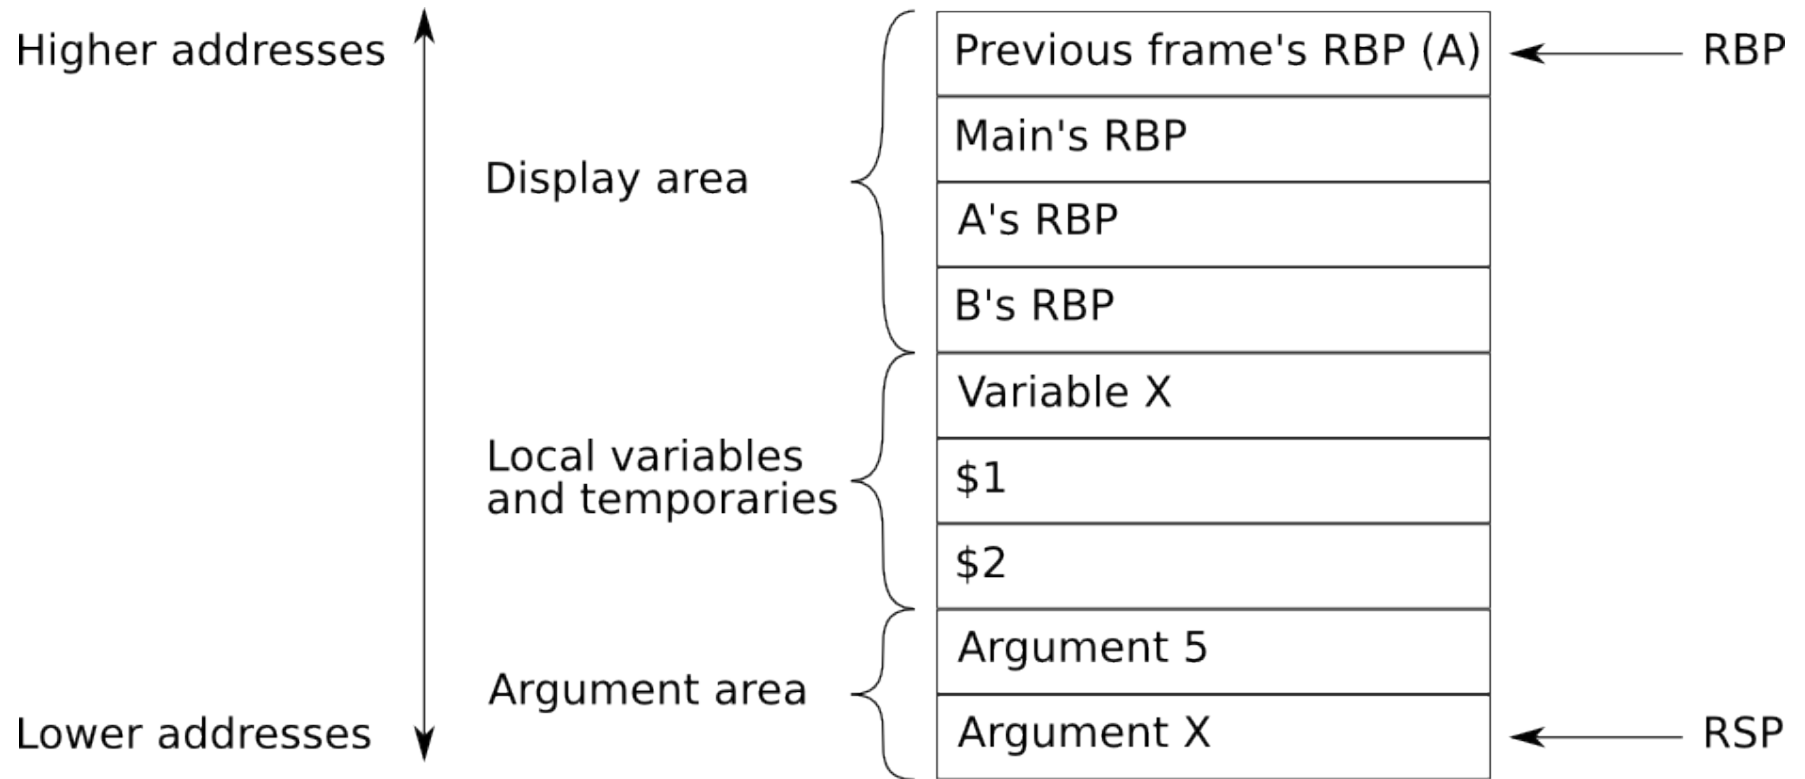 Higher addresses
Previous frame's RBP (A)
RBP
Main's RBP
Display area
A's RBP
B's RBP
Variable X
Local variables
and temporaries
$1
$2
Argument 5
Argument area
Lower addresses
Argument X
RSP